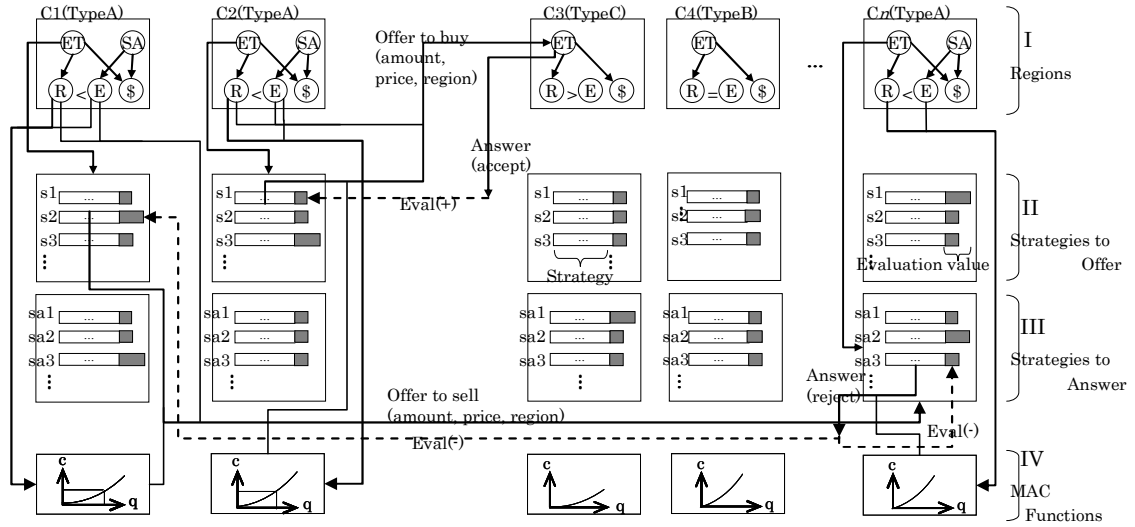 C1(TypeA) C2(TypeA) C3(TypeC) C4(TypeB) Cn(TypeA)
ET SA ET SA ET ET ET SA
Offer to buy
(amount,
price, region)
...
I
Regions
R < E $ R < E $ R > E $ R = E $ R < E $
Answer
(accept)
Eval(+)
s1 ... s1 ... s1 ... s1 ... s1 ...
s2 ... s2 ... s2 ... s2 ... s2 ...
s3 ... s3 ... s3 ... s3 ... s3 ...
II
Strategies to
Offer
Strategy
Evaluation value
sa1 ... sa1 ... sa1 ... sa1 ... sa1 ...
sa2 ... sa2 ... sa2 ... sa2 ... sa2 ...
sa3 ... sa3 ... sa3 ... sa3 ... sa3 ...
III
Strategies to
Answer
Answer
(reject)
Offer to sell
(amount, price, region)
Eval(-)
Eval(-)
c c c c c
q q q q q
IV
MAC
Functions